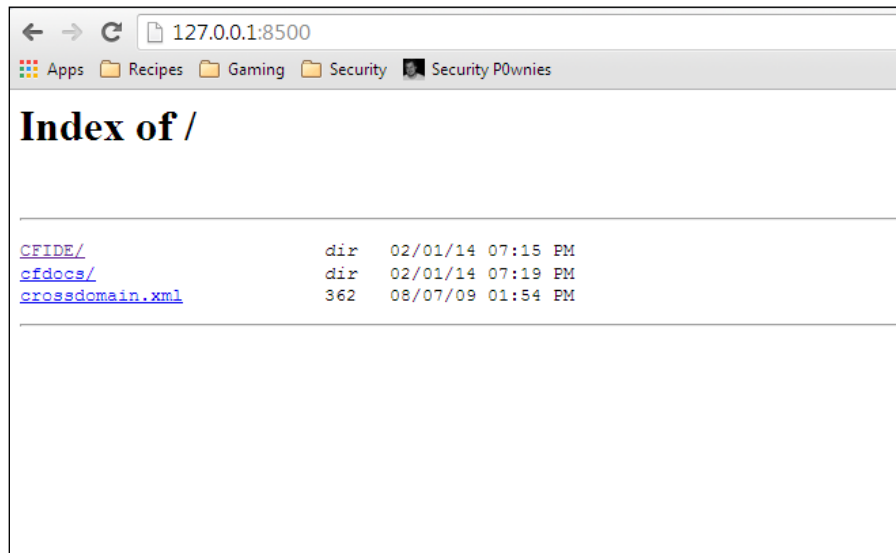 127.0.0.1:8500
Apps Recipes Gaming Security Security P0wnies
Index of /
CFIDE/ dir 02/01/14 07:15 PM
cfdocs/ dir 02/01/14 07:19 PM
crossdomain.xml 362 08/07/09 01:54 PM